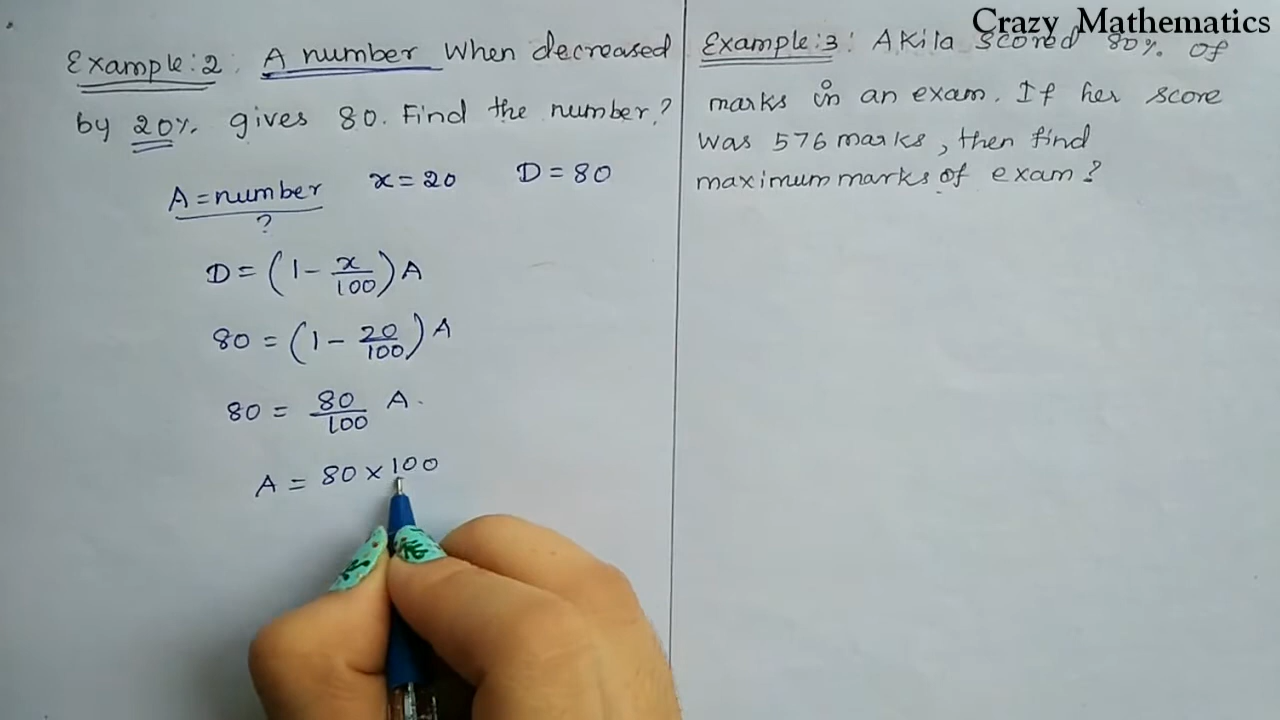 Crazy Mathematics
Example:2: A number when decreased
by 20% gives 80. Find the number?
A = number x = 20 D = 80
?
D = (1 - x/100) A
80 = (1 - 20/100) A
80 = 80/100 A.
A = 80 × 100
Example:3: Akila scored 80% of
marks in an exam. If her score
was 576 marks, then find
maximum marks of exam?